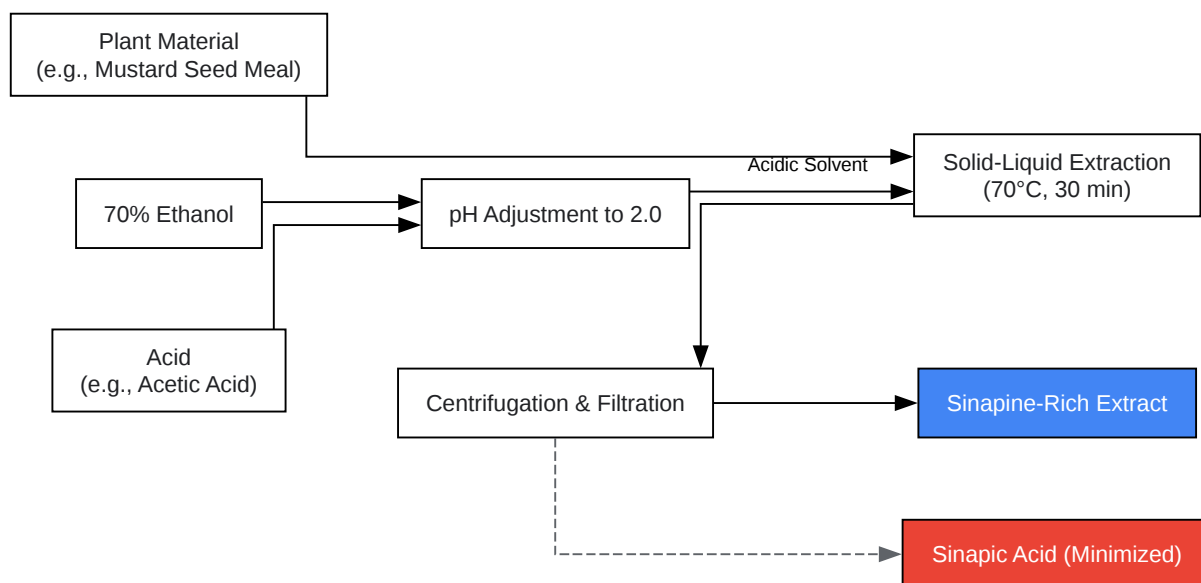 Plant Material
(e.g., Mustard Seed Meal)
Acidic Solvent
Solid-Liquid Extraction
(70°C, 30 min)
70% Ethanol
pH Adjustment to 2.0
Acid
(e.g., Acetic Acid)
Centrifugation & Filtration
Sinapine-Rich Extract
Sinapic Acid (Minimized)